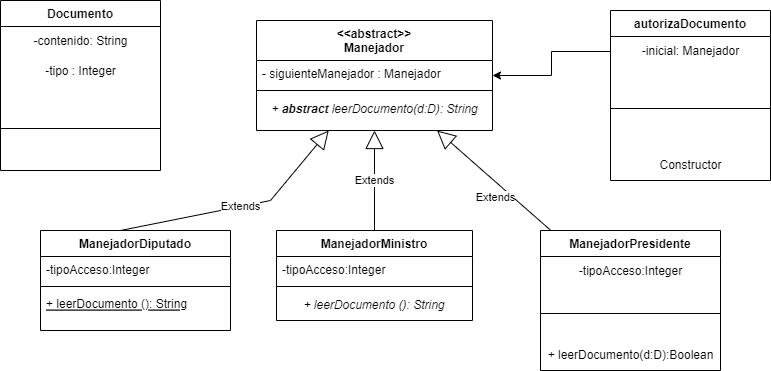 Documento
-contenido: String
-tipo : Integer
<<abstract>>
Manejador
- siguienteManejador : Manejador
+ abstract leerDocumento(d:D): String
autorizaDocumento
-inicial: Manejador
Constructor
Extends
Extends
Extends
ManejadorDiputado
-tipoAcceso:Integer
+ leerDocumento (): String
ManejadorMinistro
-tipoAcceso:Integer
+ leerDocumento (): String
ManejadorPresidente
-tipoAcceso:Integer
+ leerDocumento(d:D):Boolean